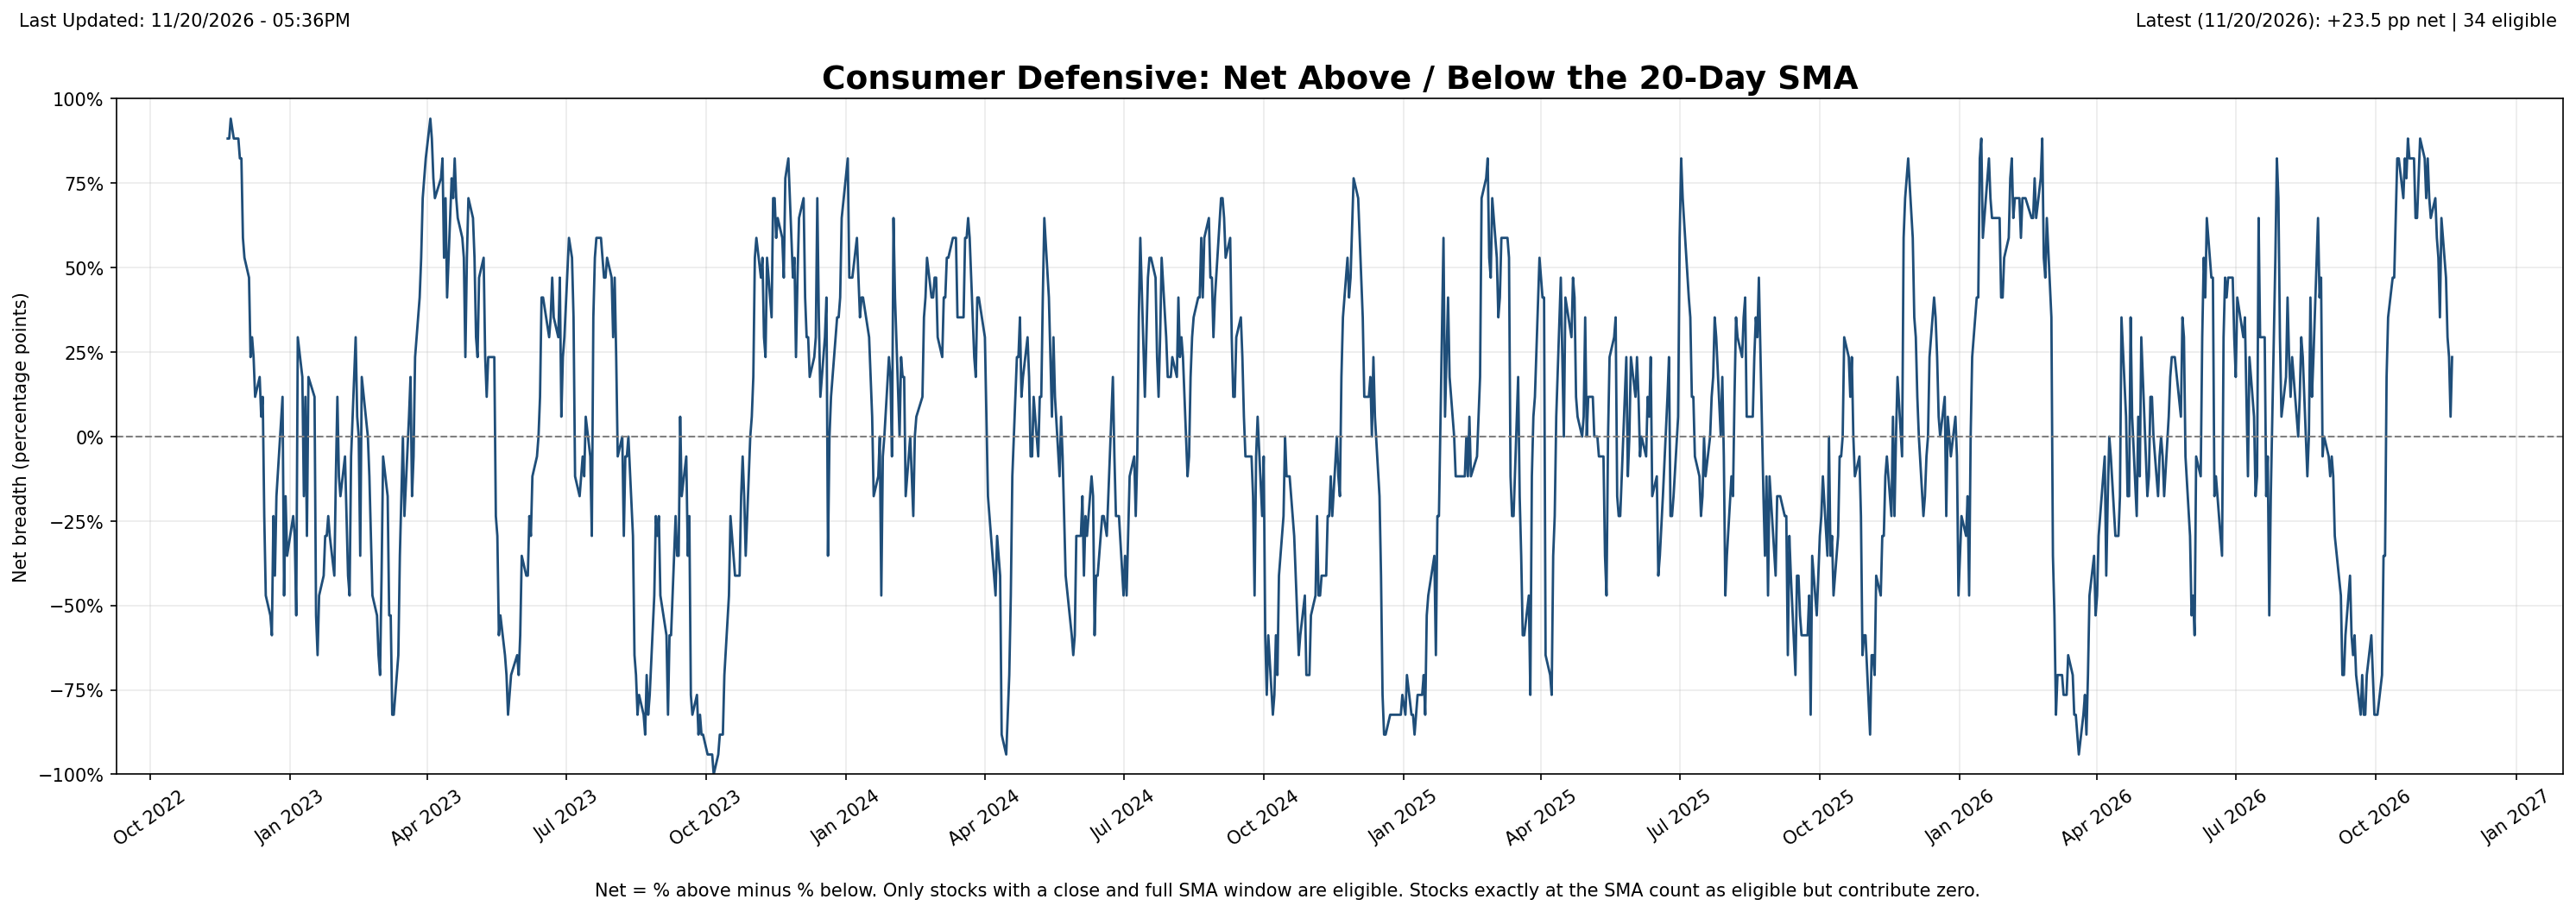 Last Updated: 11/20/2026 - 05:36PM
Latest (11/20/2026): +23.5 pp net | 34 eligible
Consumer Defensive: Net Above / Below the 20-Day SMA
Net breadth (percentage points)
100%
75%
50%
25%
0%
−25%
−50%
−75%
−100%
Oct 2022
Jan 2023
Apr 2023
Jul 2023
Oct 2023
Jan 2024
Apr 2024
Jul 2024
Oct 2024
Jan 2025
Apr 2025
Jul 2025
Oct 2025
Jan 2026
Apr 2026
Jul 2026
Oct 2026
Jan 2027
Net = % above minus % below. Only stocks with a close and full SMA window are eligible. Stocks exactly at the SMA count as eligible but contribute zero.